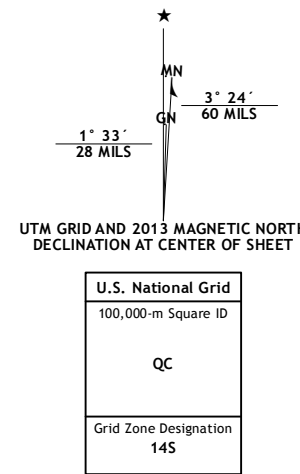 ★
MN
3° 24´
60 MILS
GN
1° 33´
28 MILS
UTM GRID AND 2013 MAGNETIC NORTH
DECLINATION AT CENTER OF SHEET
U.S. National Grid
100,000-m Square ID
QC
Grid Zone Designation
14S